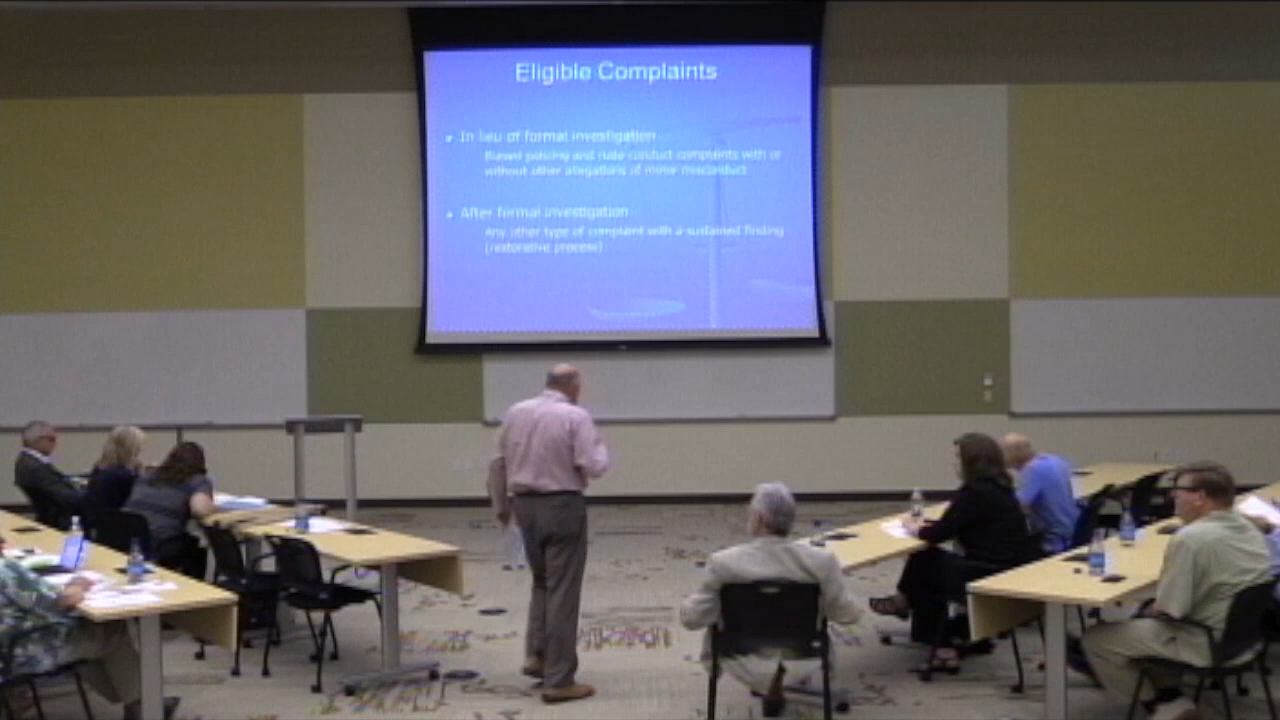 Eligible Complaints
In lieu of formal investigation
Biased policing and rude conduct complaints with or
without other allegations of minor misconduct
After formal investigation
Any other type of complaint with a sustained finding
(restorative process)